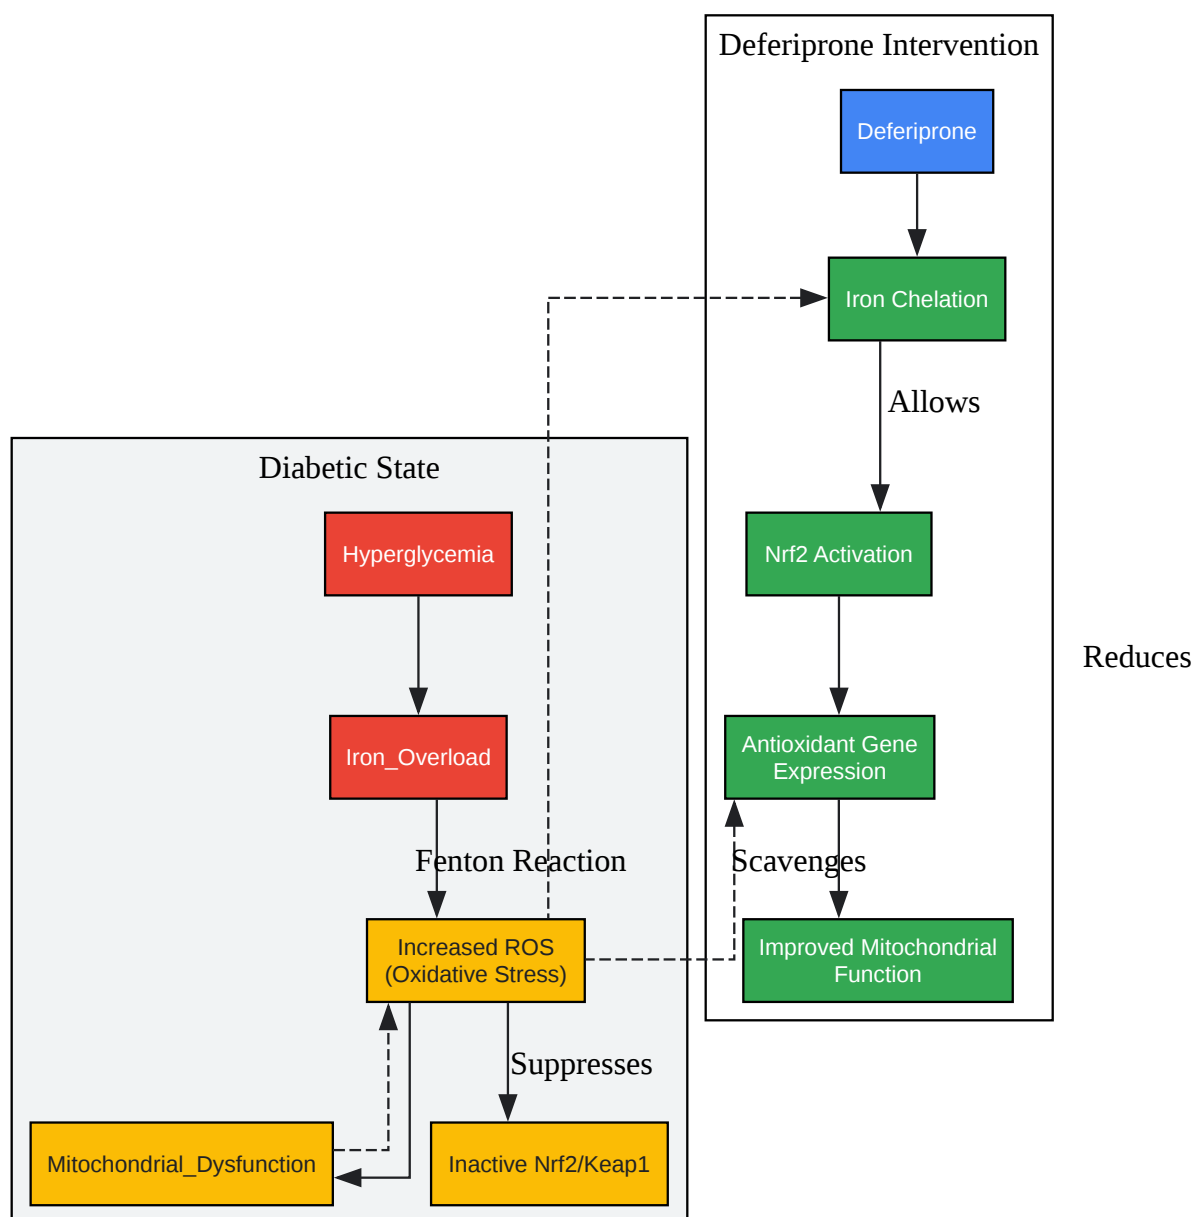 Deferiprone Intervention
Deferiprone
Iron Chelation
Allows
Diabetic State
Hyperglycemia
Nrf2 Activation
Reduces
Iron_Overload
Antioxidant Gene
Expression
Fenton Reaction
Scavenges
Increased ROS
(Oxidative Stress)
Improved Mitochondrial
Function
Suppresses
Mitochondrial_Dysfunction
Inactive Nrf2/Keap1